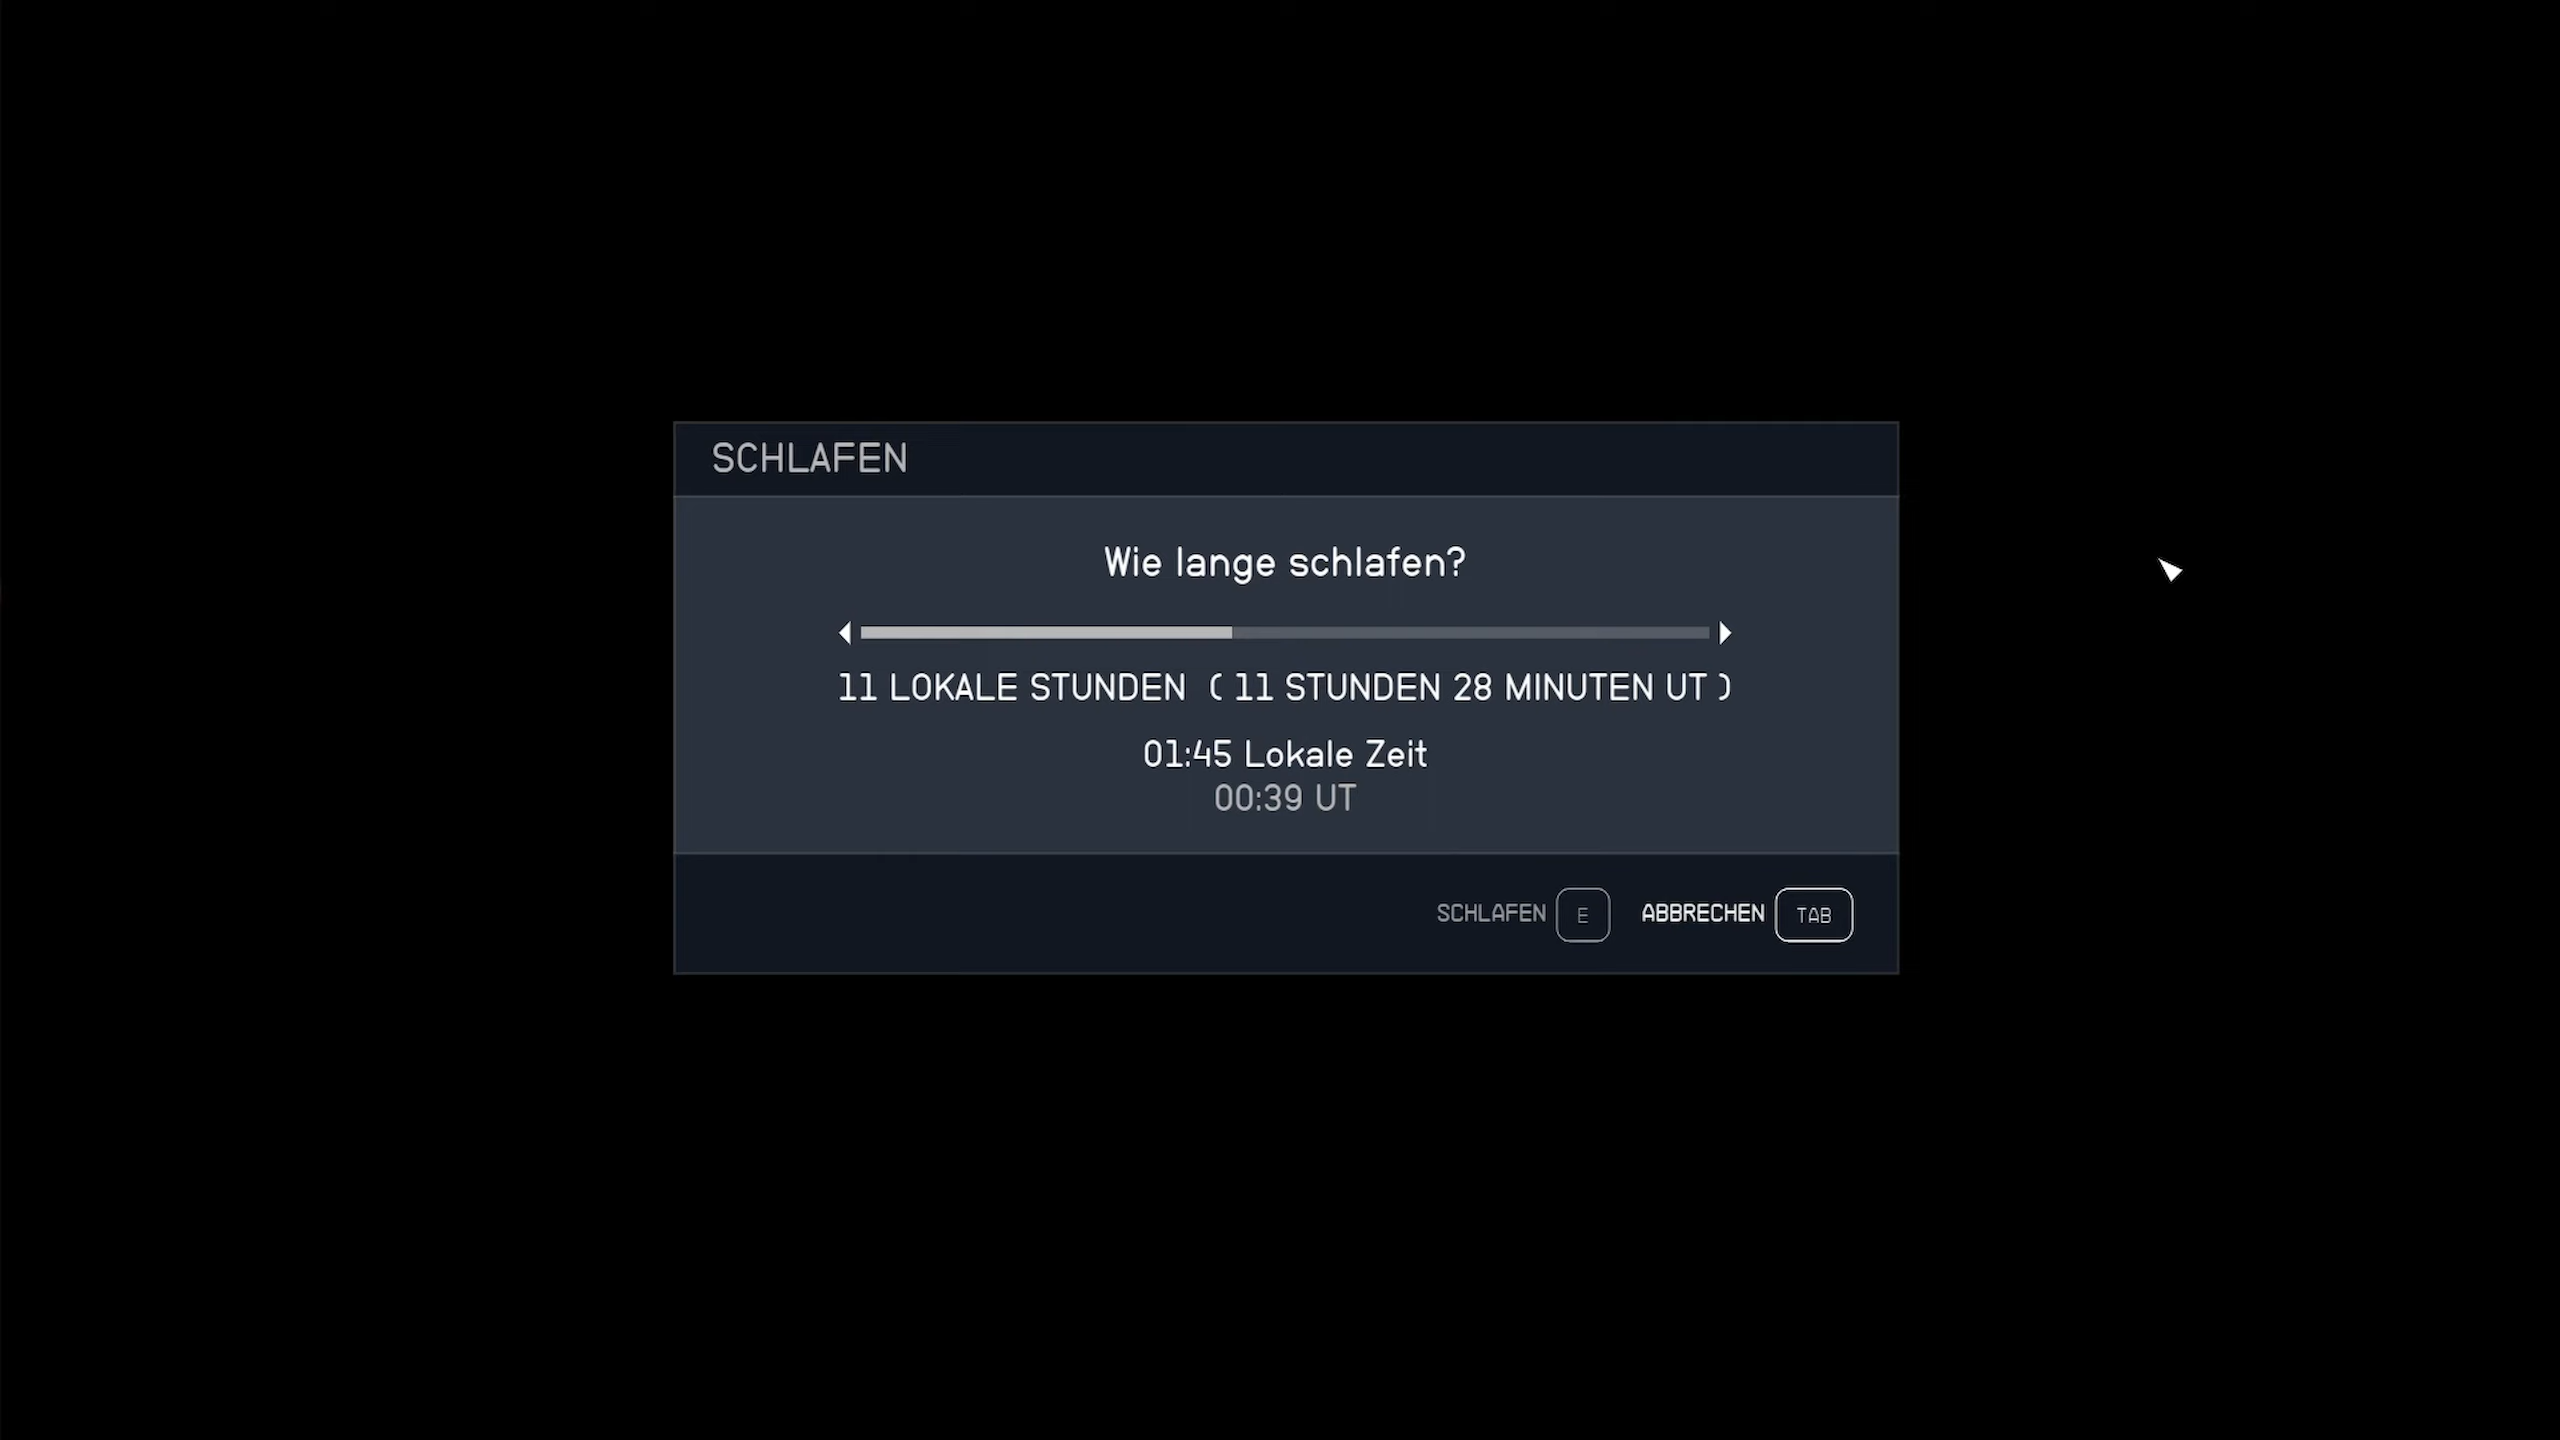 SCHLAFEN
Wie lange schlafen?
11 LOKALE STUNDEN ( 11 STUNDEN 28 MINUTEN UT )
01:45 Lokale Zeit
00:39 UT
SCHLAFEN E ABBRECHEN TAB